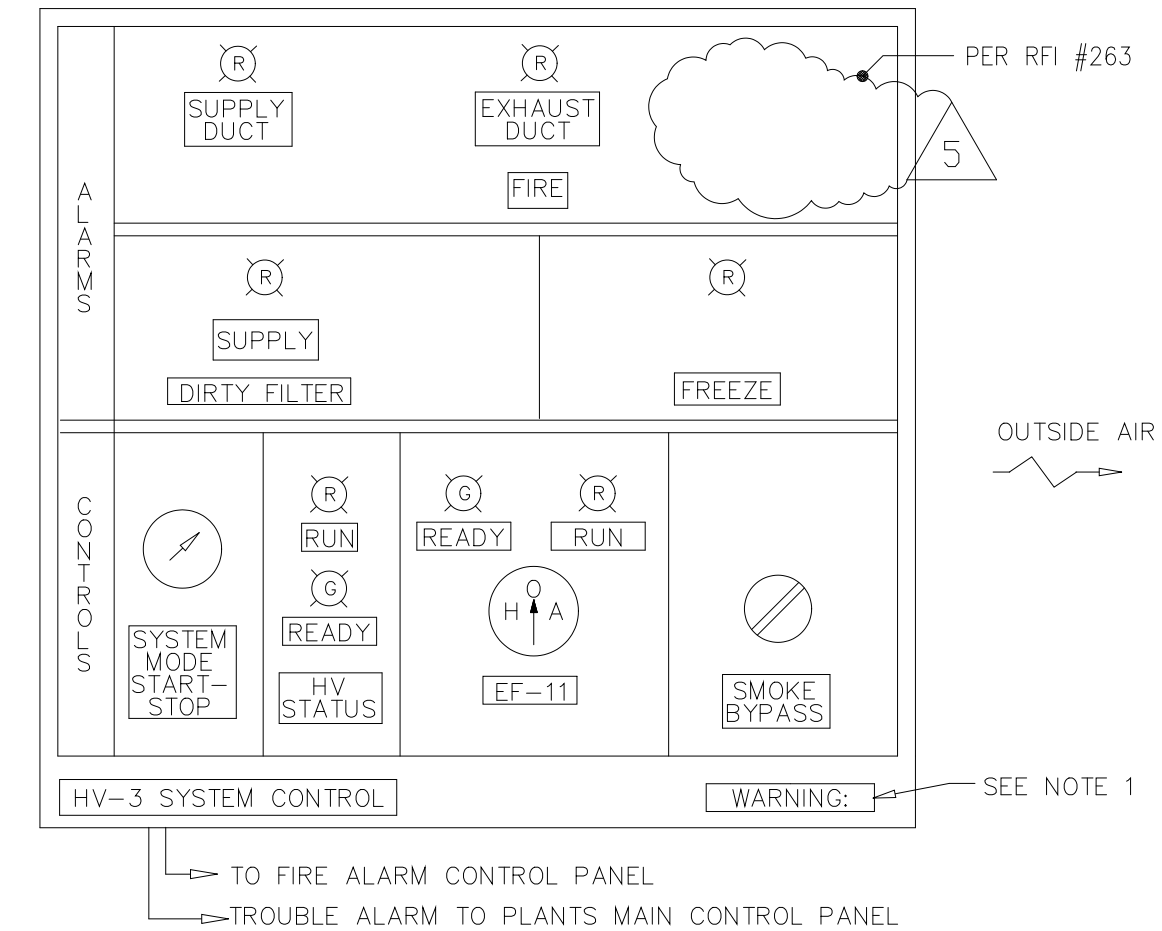 PER RFI #263
5
R
R
SUPPLY
DUCT
EXHAUST
DUCT
FIRE
ALARMS
R
R
SUPPLY
DIRTY FILTER
FREEZE
OUTSIDE AIR
CONTROLS
SYSTEM
MODE
START-
STOP
R
RUN
G
READY
HV
STATUS
G
R
READY
RUN
O
H A
EF-11
SMOKE
BYPASS
HV-3 SYSTEM CONTROL
WARNING:
SEE NOTE 1
TO FIRE ALARM CONTROL PANEL
TROUBLE ALARM TO PLANTS MAIN CONTROL PANEL